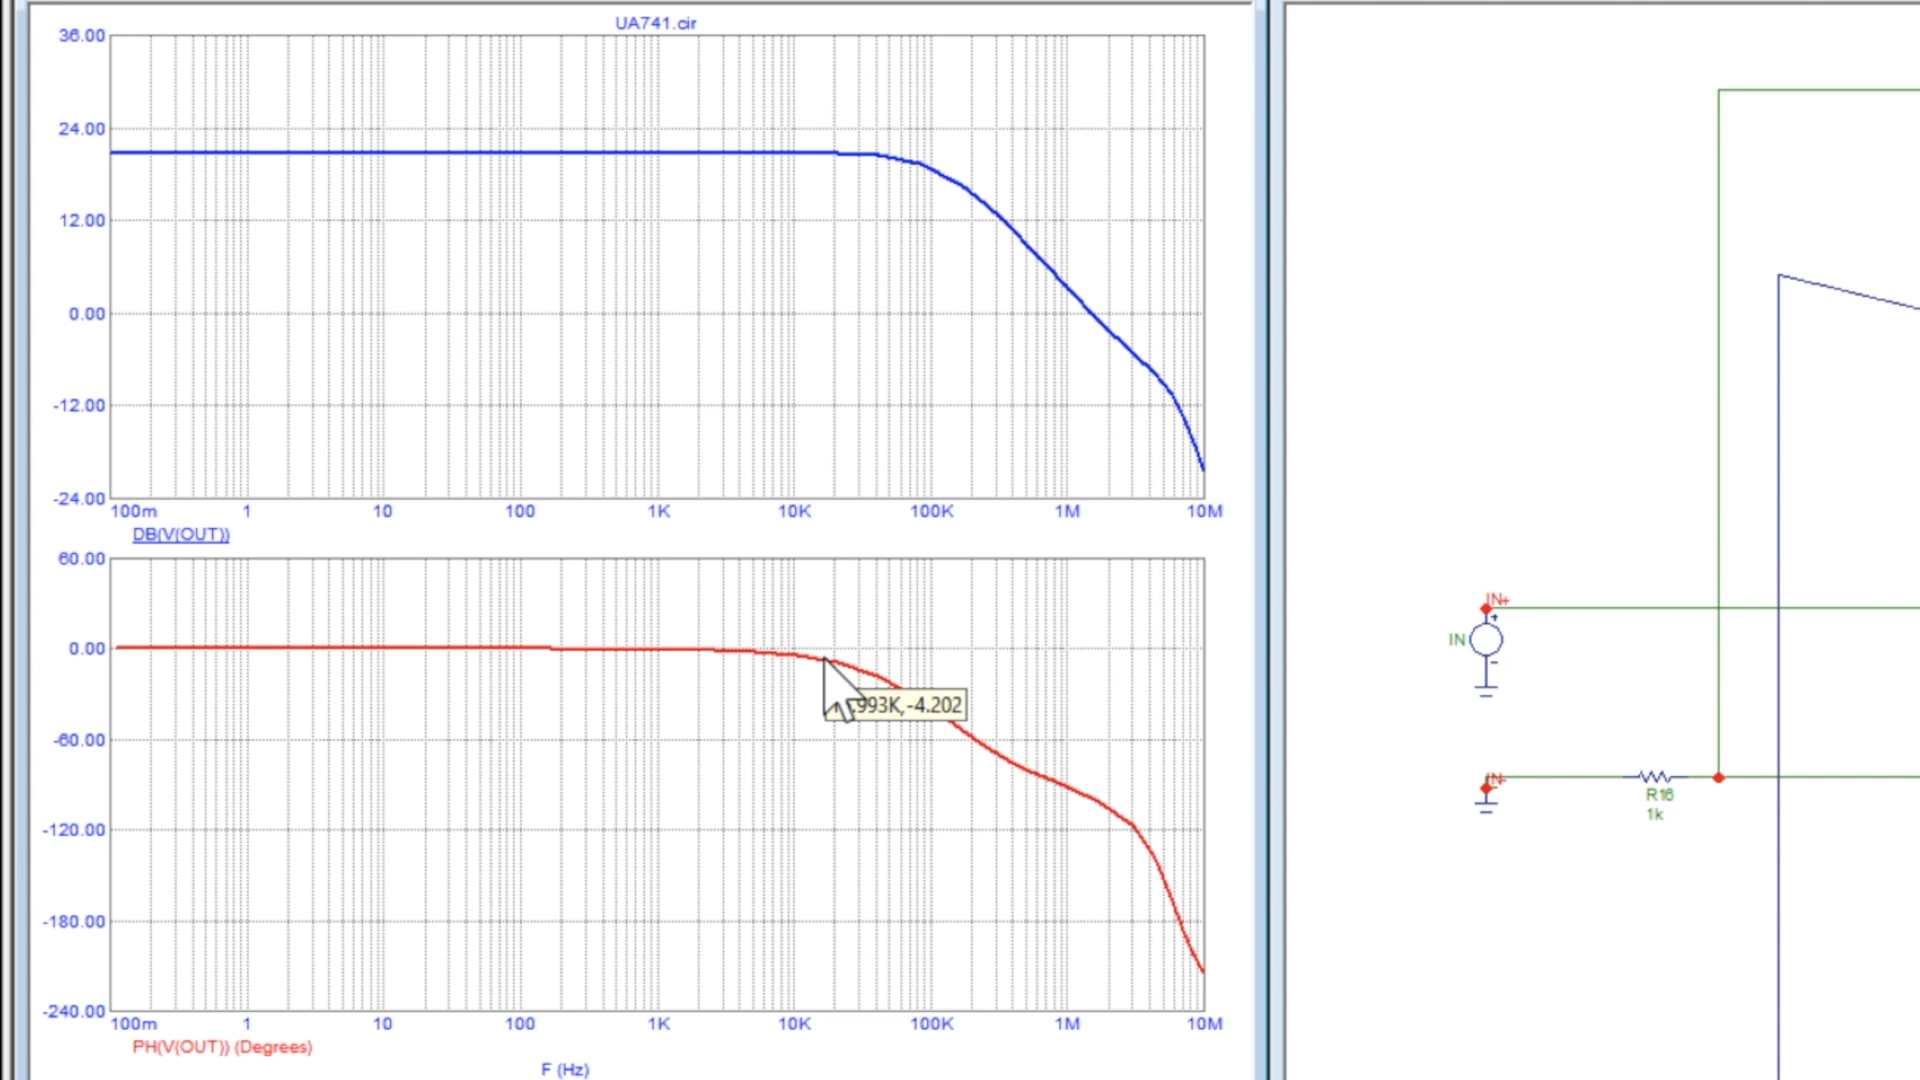 UA741.cir
36.00
24.00
12.00
0.00
-12.00
-24.00
100m 1 10 100 1K 10K 100K 1M 10M
DB(V(OUT))
60.00
0.00
-60.00
-120.00
-180.00
-240.00
.993K,-4.202
100m 1 10 100 1K 10K 100K 1M 10M
PH(V(OUT)) (Degrees)
F (Hz)
IN+
+
IN
-
IN-
R16
1k